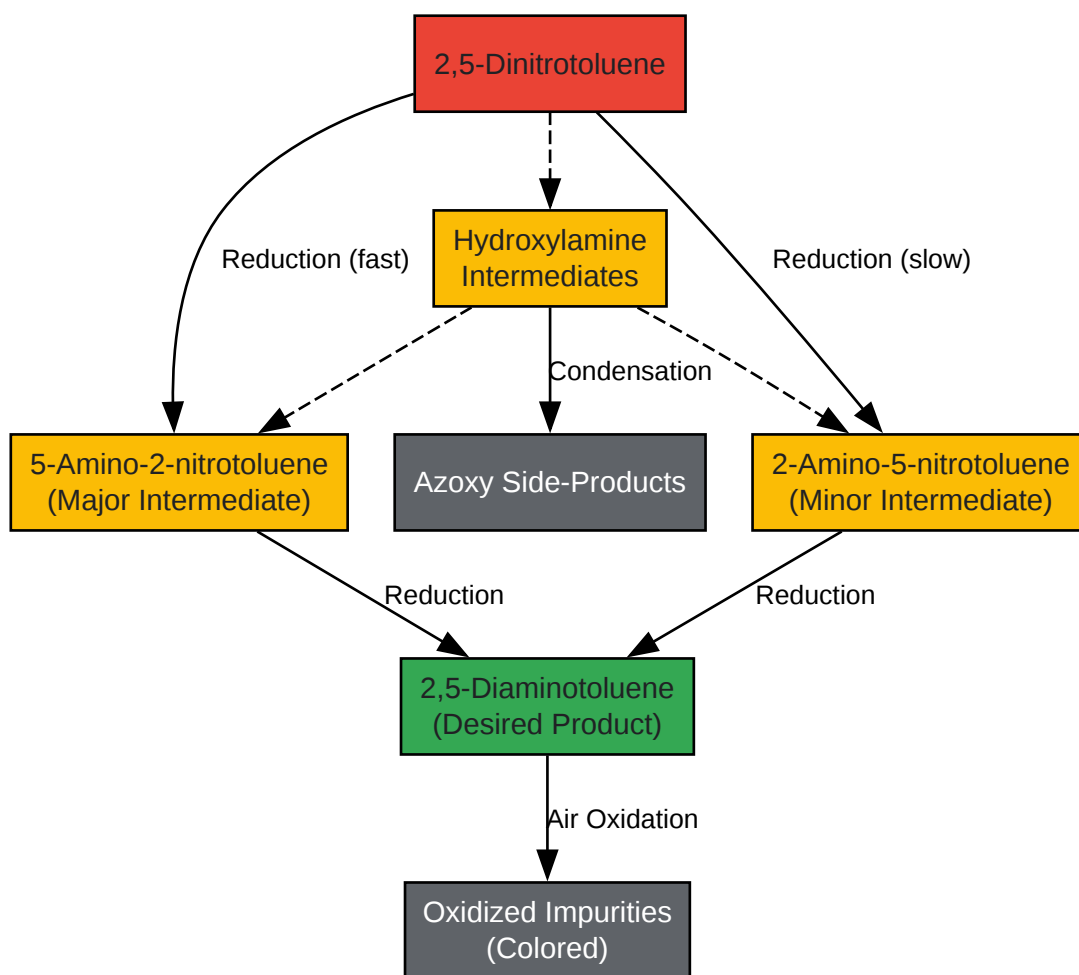 2,5-Dinitrotoluene
Reduction (fast)
Hydroxylamine
Intermediates
Reduction (slow)
Condensation
5-Amino-2-nitrotoluene
(Major Intermediate)
Azoxy Side-Products
2-Amino-5-nitrotoluene
(Minor Intermediate)
Reduction
Reduction
2,5-Diaminotoluene
(Desired Product)
Air Oxidation
Oxidized Impurities
(Colored)